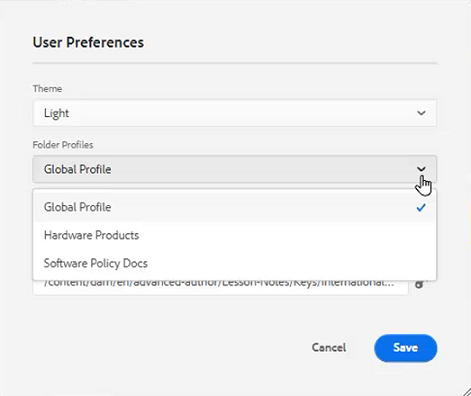 User Preferences
Theme
Light
Folder Profiles
Global Profile
Global Profile
Hardware Products
Software Policy Docs
/content/dam/en/advanced-author/Lesson-Notes/Keys/International...
Cancel
Save